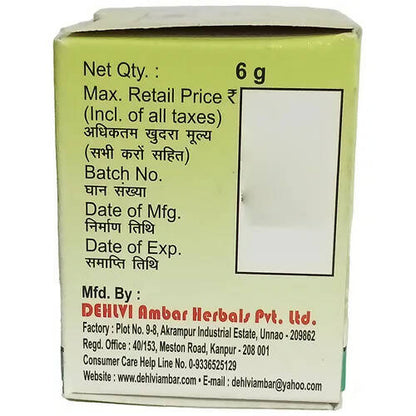 Net Qty. : 6 g
Max. Retail Price ₹
(Incl. of all taxes)
अधिकतम खुदरा मूल्य
(सभी करों सहित)
Batch No.
घान संख्या
Date of Mfg.
निर्माण तिथि
Date of Exp.
समाप्ति तिथि
Mfd. By :
DEHLVI Ambar Herbals Pvt. Ltd.
Factory : Plot No. 9-8, Akrampur Industrial Estate, Unnao - 209862
Regd. Office : 40/153, Meston Road, Kanpur - 208 001
Consumer Care Help Line No. 0-9336525129
Website : www.dehlviambar.com • E-mail : dehlviambar@yahoo.com